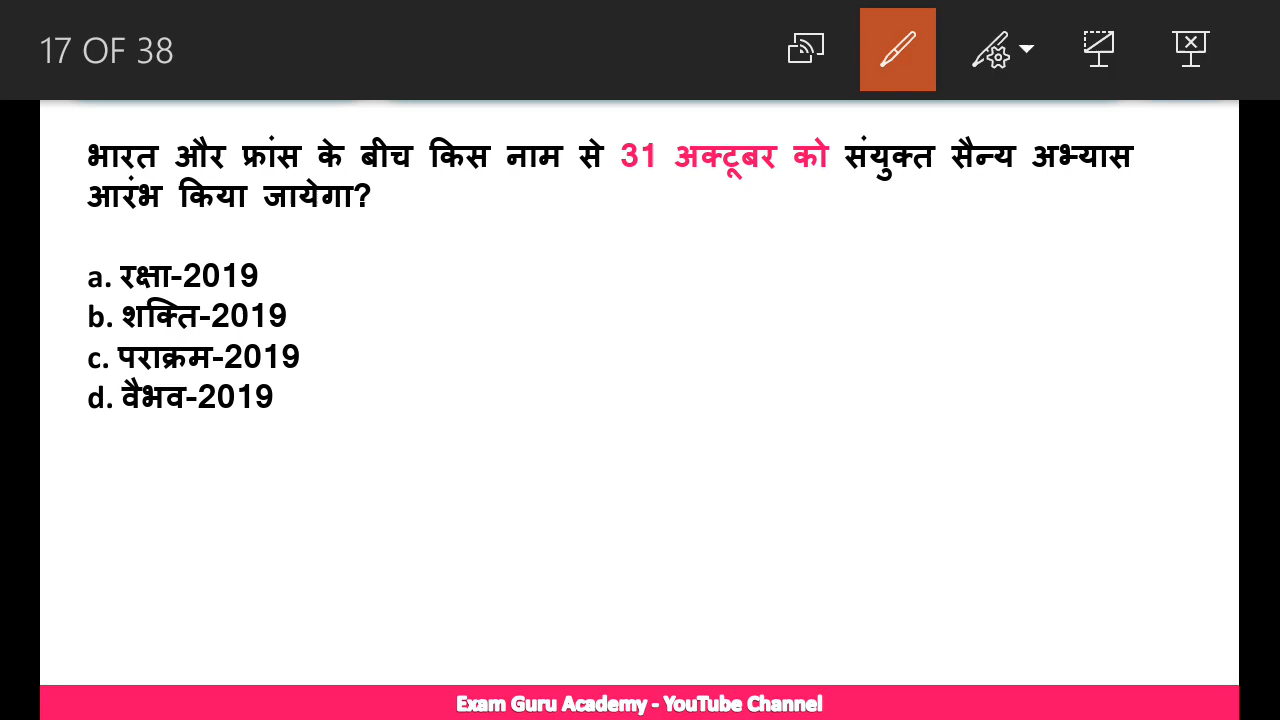 17 OF 38
भारत और फ्रांस के बीच किस नाम से 31 अक्टूबर को संयुक्त सैन्य अभ्यास
आरंभ किया जायेगा?
a. रक्षा-2019
b. शक्ति-2019
c. पराक्रम-2019
d. वैभव-2019
Exam Guru Academy - YouTube Channel